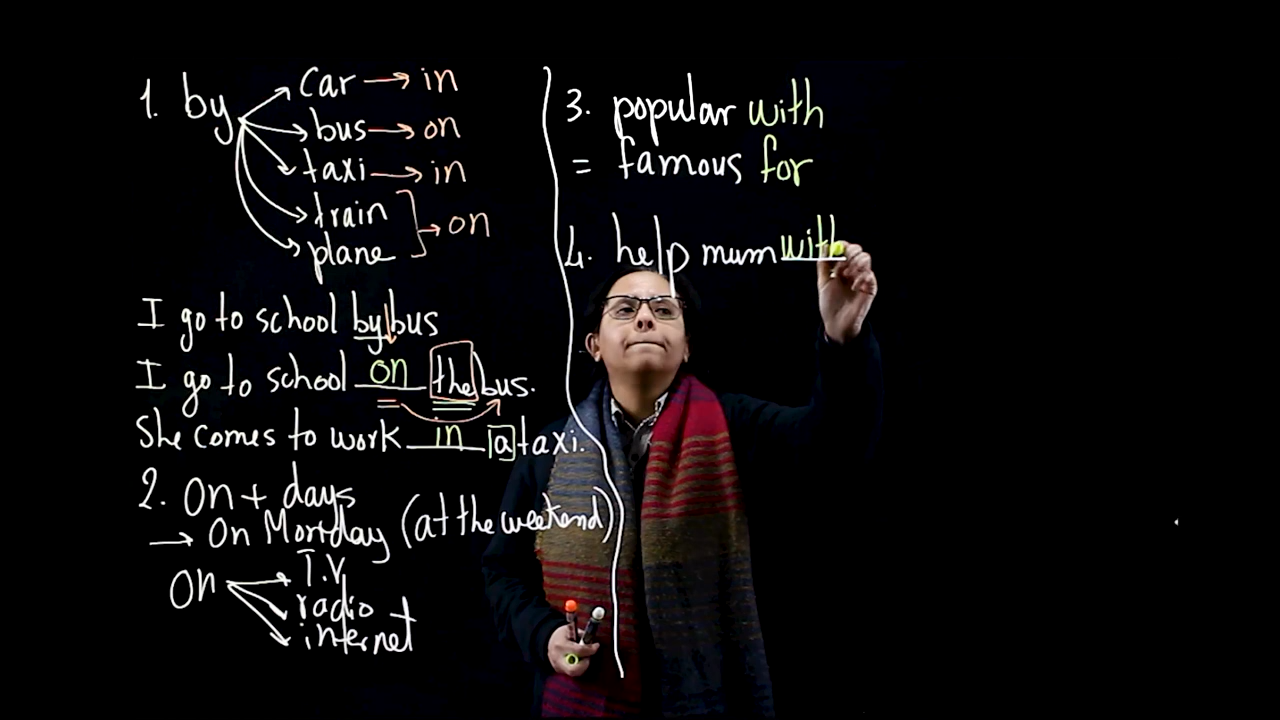 1. by
car → in
bus → on
taxi → in
train
plane → on
I go to school by bus
I go to school on the bus.
She comes to work in a taxi.
2. On + days
→ On Monday (at the weekend)
On
T.V
radio
internet
3. popular with
= famous for
4. help mum with